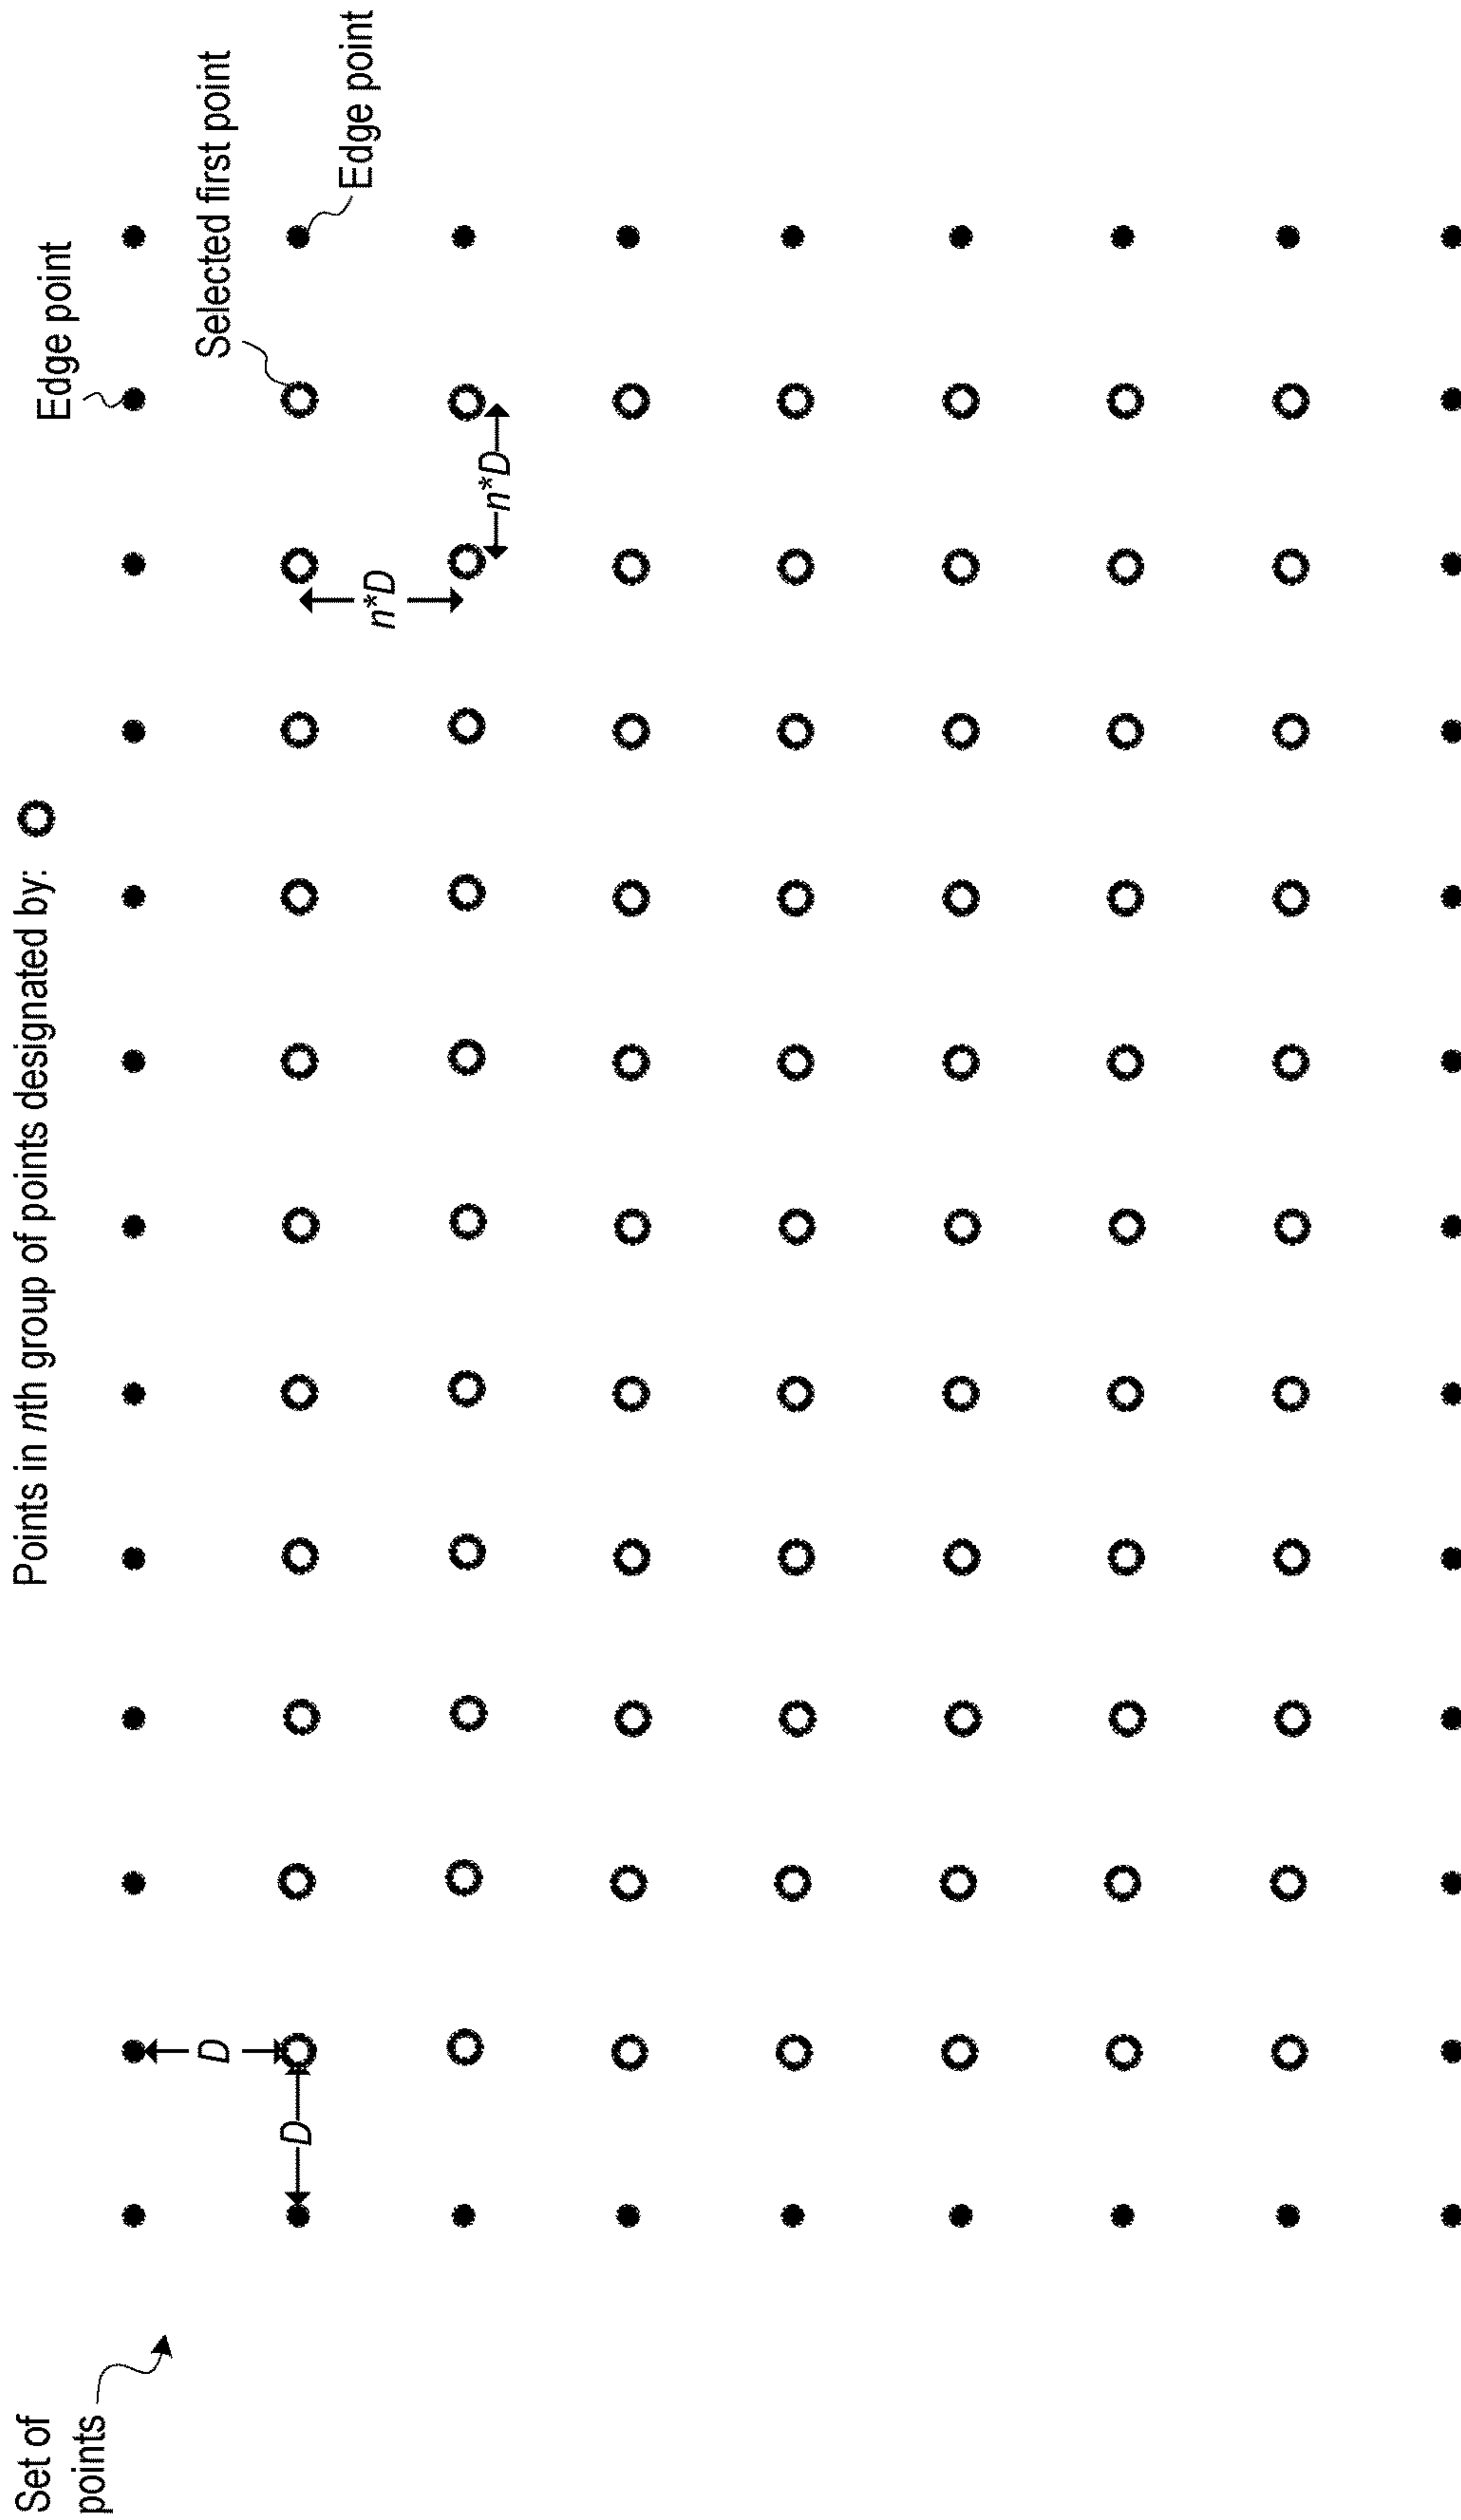 Set of
points
Points in nth group of points designated by:
Edge point
Selected first point
Edge point
D
D
n*D
n*D